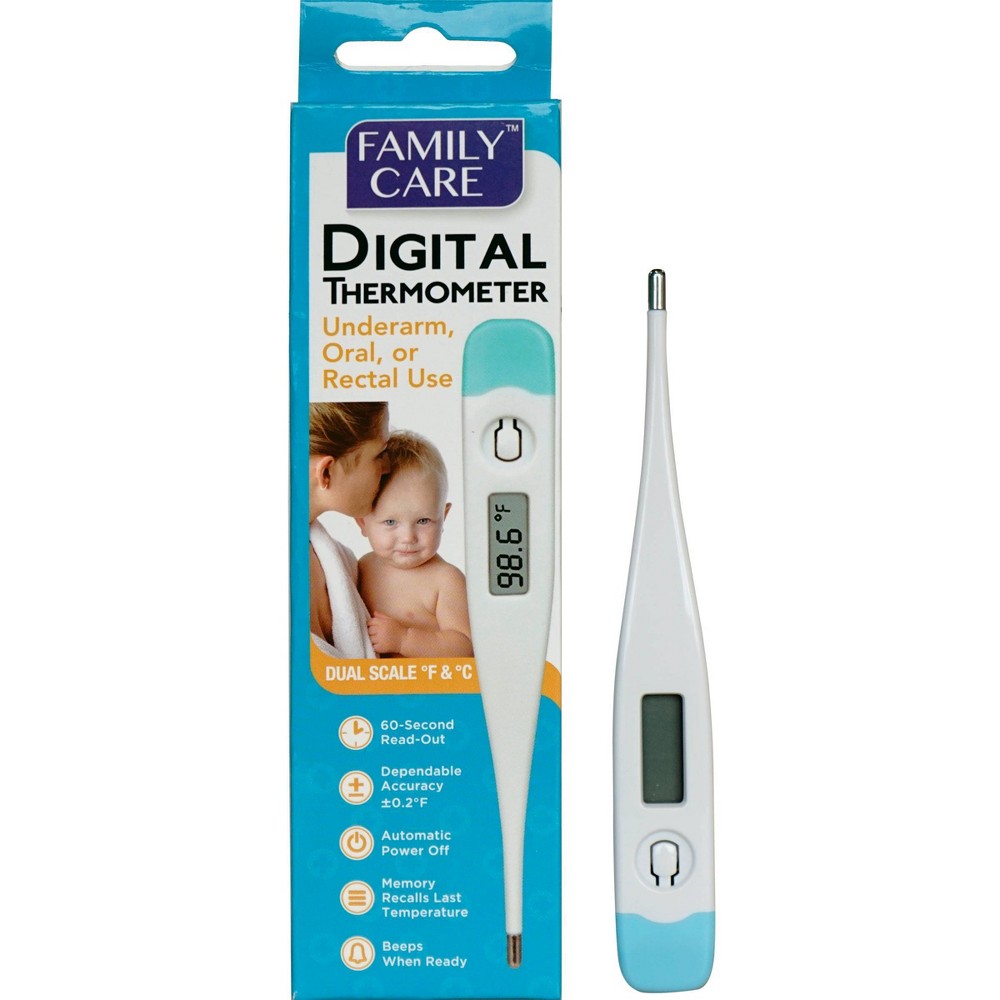 FAMILY™
CARE
DIGITAL
THERMOMETER
Underarm,
Oral, or
Rectal Use
98.6 °F
DUAL SCALE °F & °C
60-Second
Read-Out
Dependable
Accuracy
±0.2°F
Automatic
Power Off
Memory
Recalls Last
Temperature
Beeps
When Ready